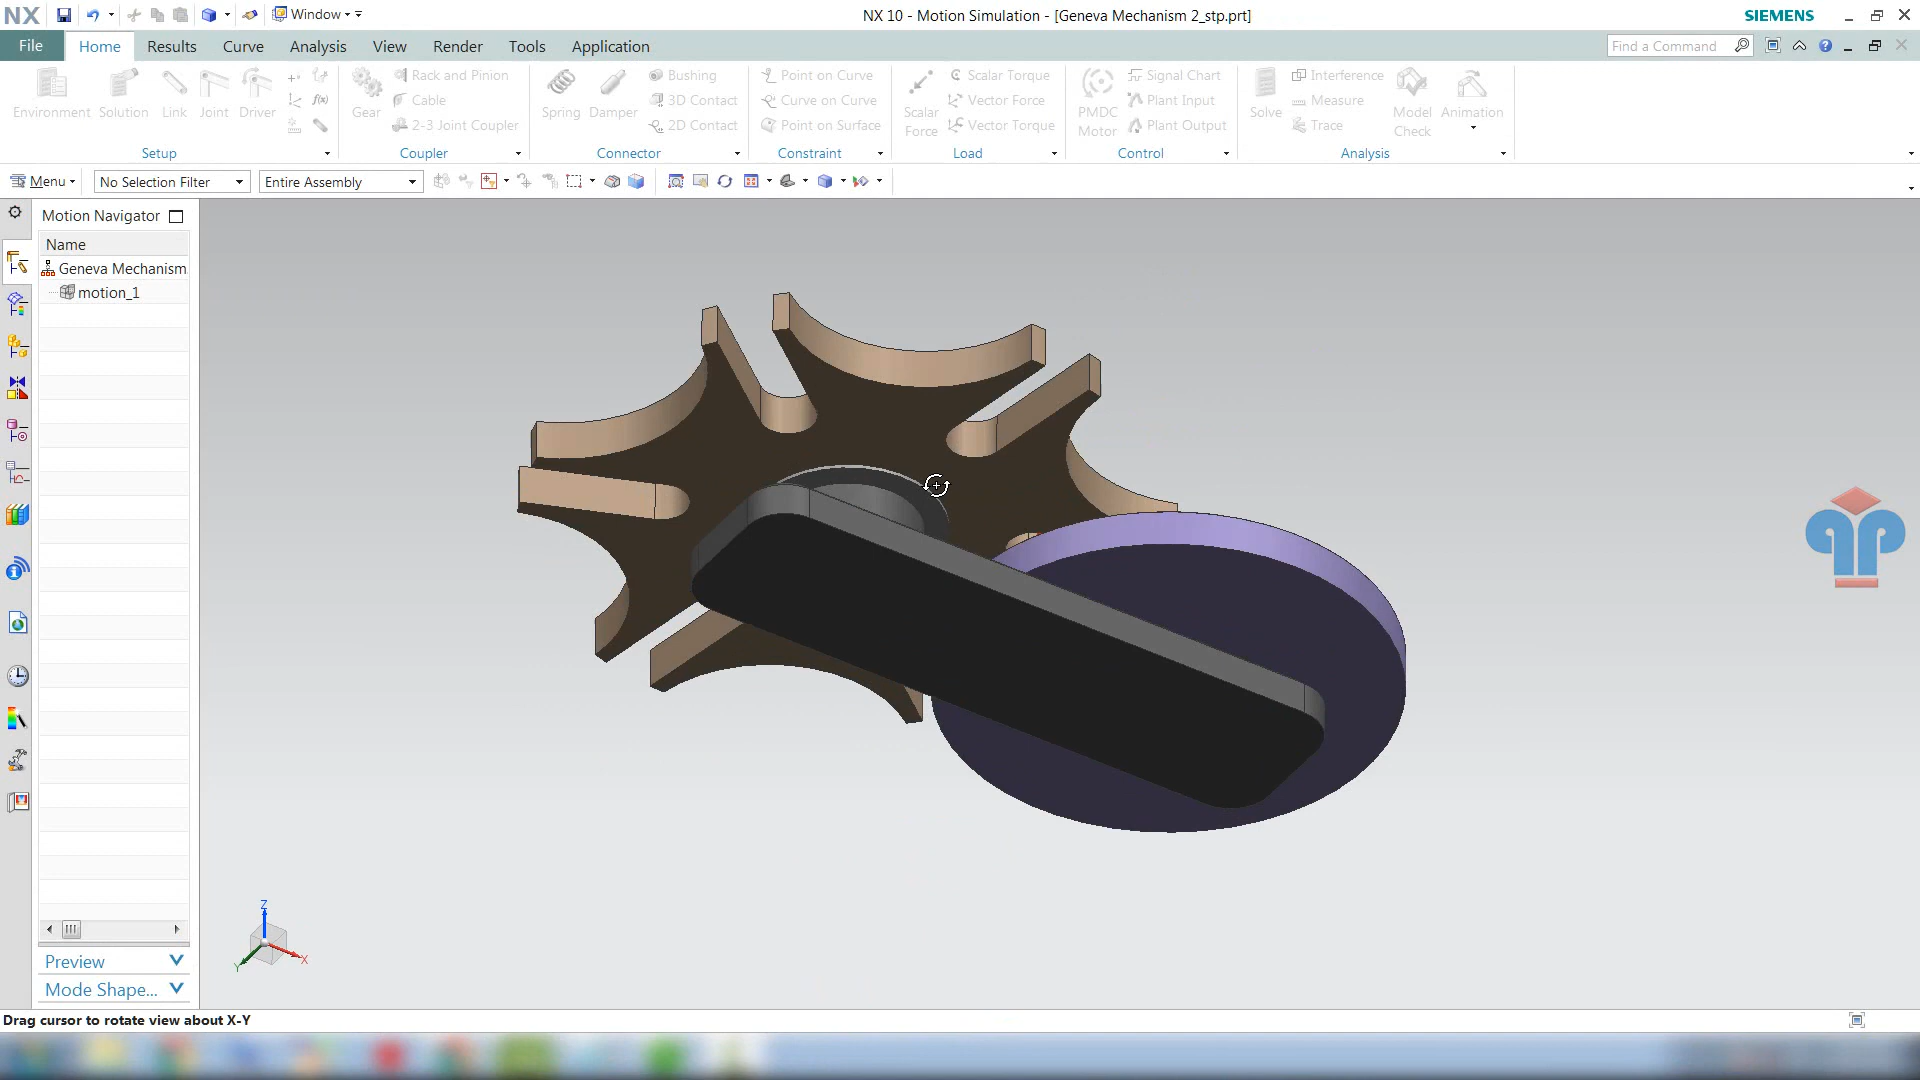 NX
Window
NX 10 - Motion Simulation - [Geneva Mechanism 2_stp.prt]
SIEMENS
File
Home
Results
Curve
Analysis
View
Render
Tools
Application
Find a Command
Environment
Solution
Link
Joint
Driver
f(x)
Setup
Gear
Rack and Pinion
Cable
2-3 Joint Coupler
Coupler
Spring
Damper
Bushing
3D Contact
2D Contact
Connector
Point on Curve
Curve on Curve
Point on Surface
Constraint
Scalar Force
Scalar Torque
Vector Force
Vector Torque
Load
PMDC Motor
Signal Chart
Plant Input
Plant Output
Control
Solve
Interference
Measure
Trace
Model Check
Animation
Analysis
Menu
No Selection Filter
Entire Assembly
Motion Navigator
Name
Geneva Mechanism
motion_1
Z
X
Y
Preview
Mode Shape...
Drag cursor to rotate view about X-Y